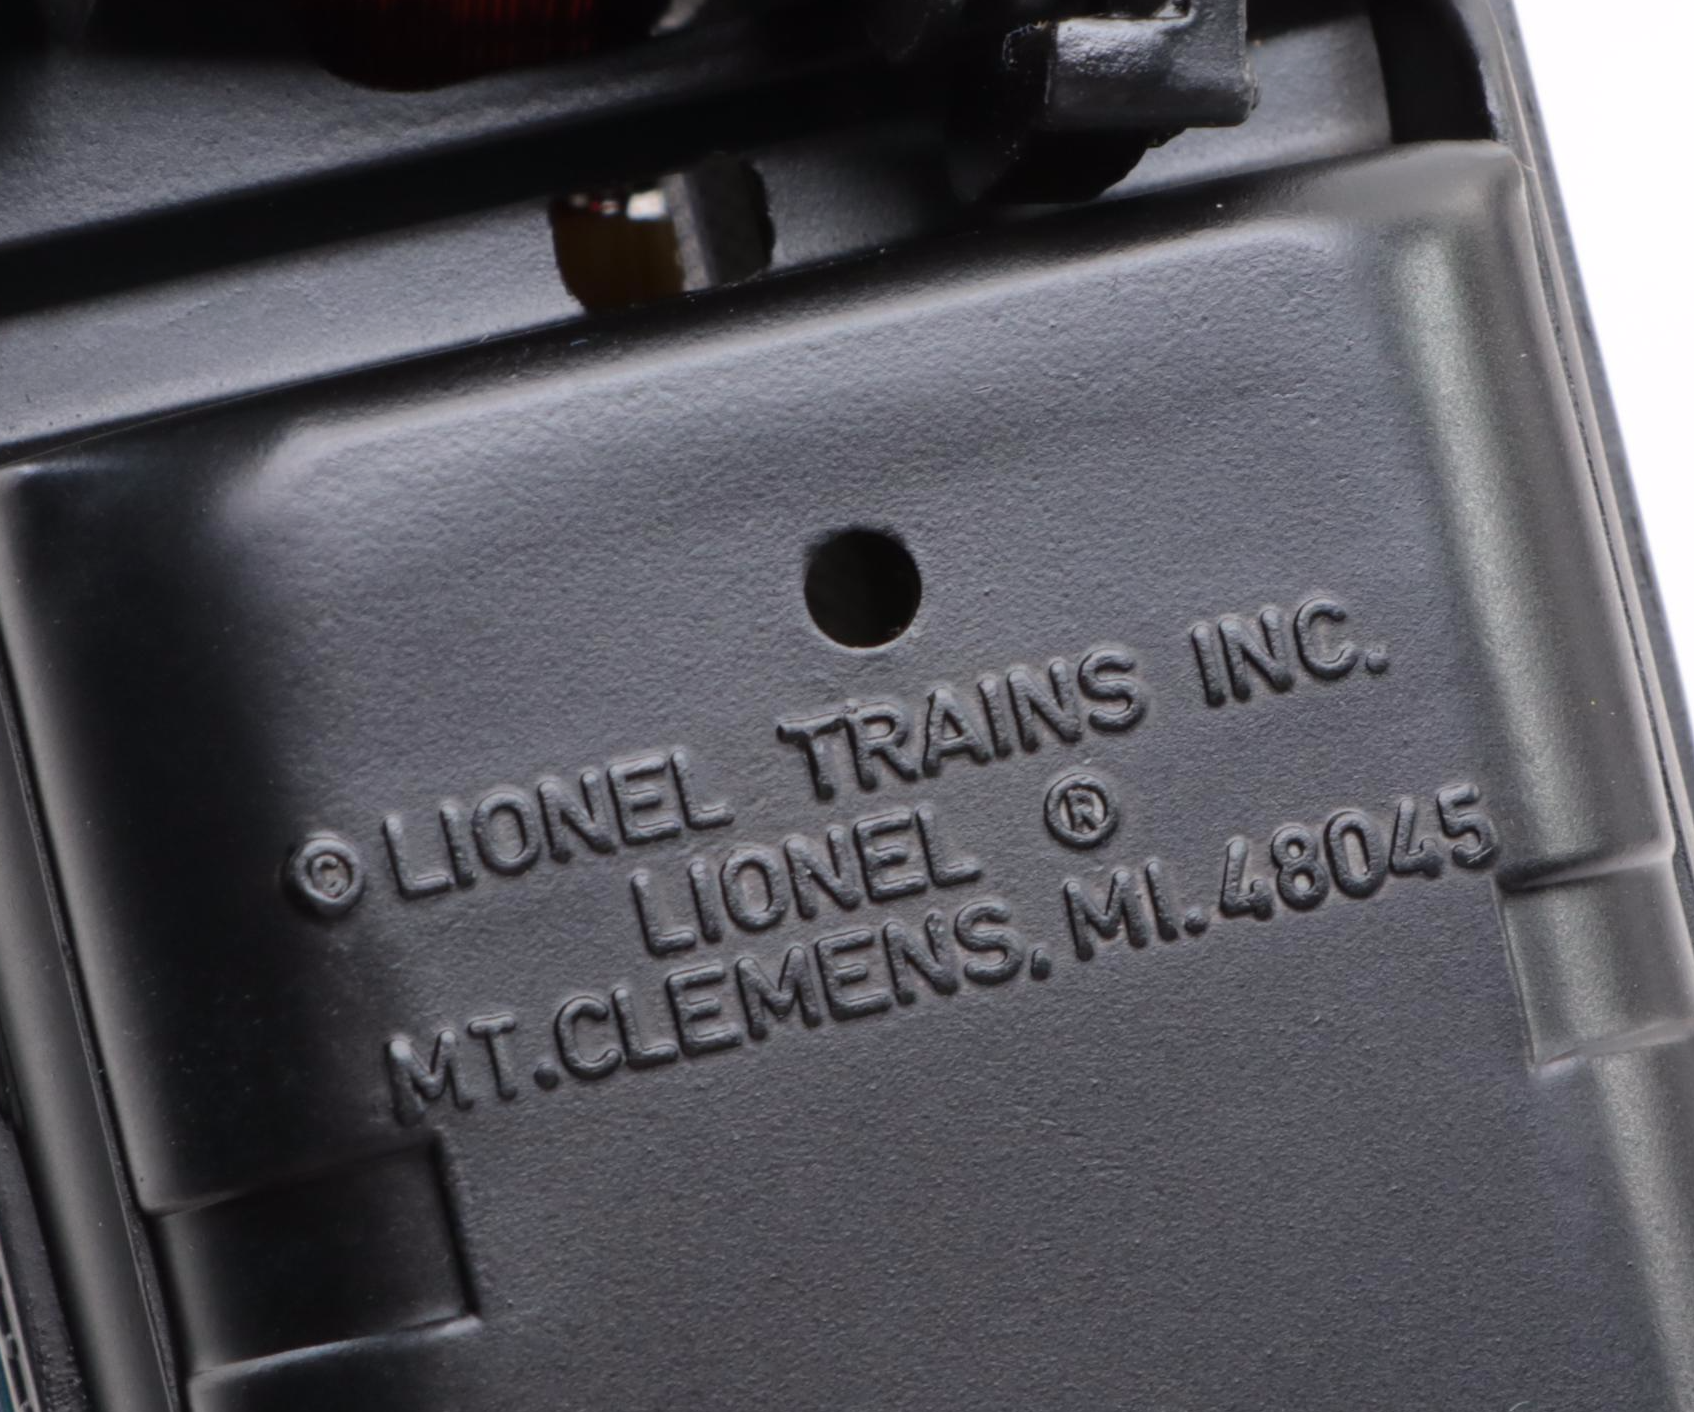 © LIONEL TRAINS INC.
LIONEL ®
MT. CLEMENS, MI. 48045